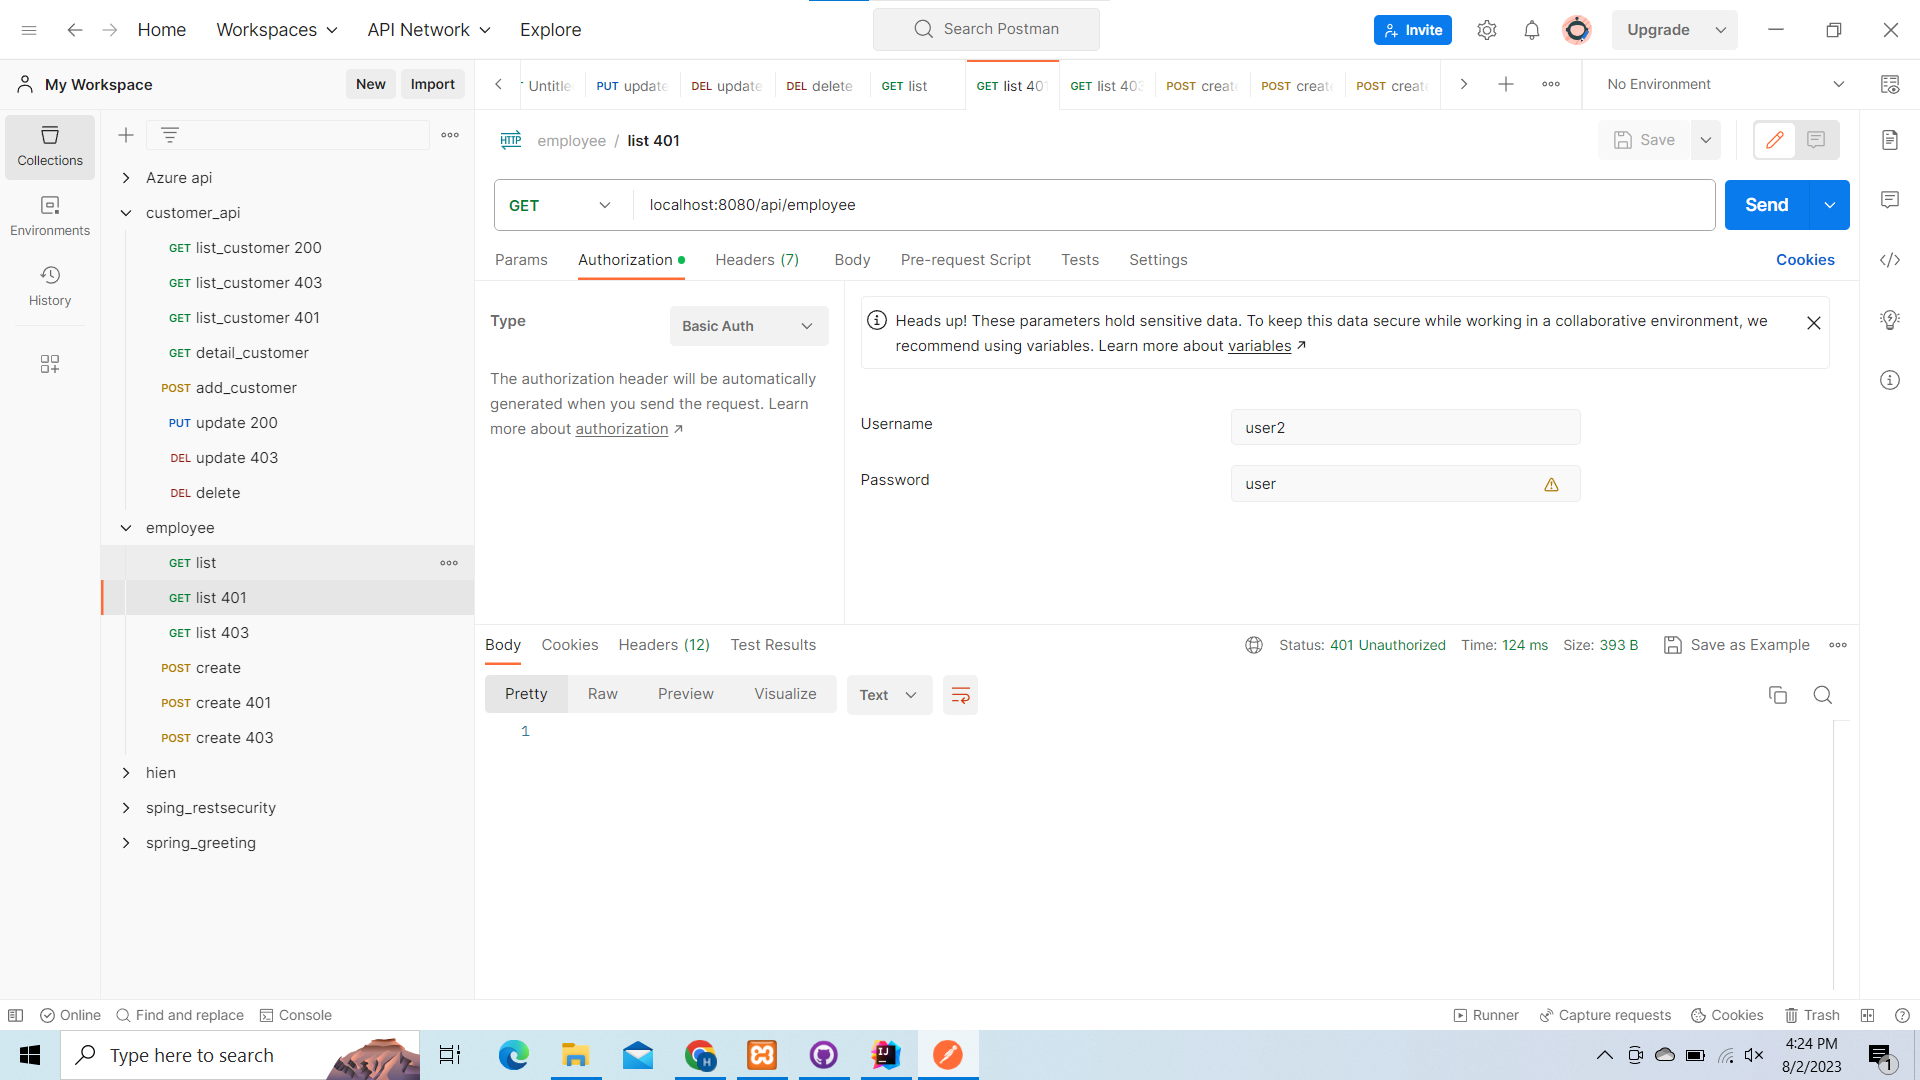 Home
Workspaces
API Network
Explore
Search Postman
Invite
Upgrade
My Workspace
New
Import
Untitle
PUT update
DEL update
DEL delete
GET list
GET list 401
GET list 403
POST create
POST create
POST creat
No Environment
Collections
Environments
History
Azure api
customer_api
GET list_customer 200
GET list_customer 403
GET list_customer 401
GET detail_customer
POST add_customer
PUT update 200
DEL update 403
DEL delete
employee
GET list
GET list 401
GET list 403
POST create
POST create 401
POST create 403
hien
sping_restsecurity
spring_greeting
HTTP
employee / list 401
Save
GET
localhost:8080/api/employee
Send
Params
Authorization
Headers (7)
Body
Pre-request Script
Tests
Settings
Cookies
Type
Basic Auth
The authorization header will be automatically
generated when you send the request. Learn
more about authorization ↗
Heads up! These parameters hold sensitive data. To keep this data secure while working in a collaborative environment, we
recommend using variables. Learn more about variables ↗
Username
user2
Password
user
Body
Cookies
Headers (12)
Test Results
Status: 401 Unauthorized
Time: 124 ms
Size: 393 B
Save as Example
Pretty
Raw
Preview
Visualize
Text
1
Online
Find and replace
Console
Runner
Capture requests
Cookies
Trash
Type here to search
H
IJ
4:24 PM
8/2/2023
1